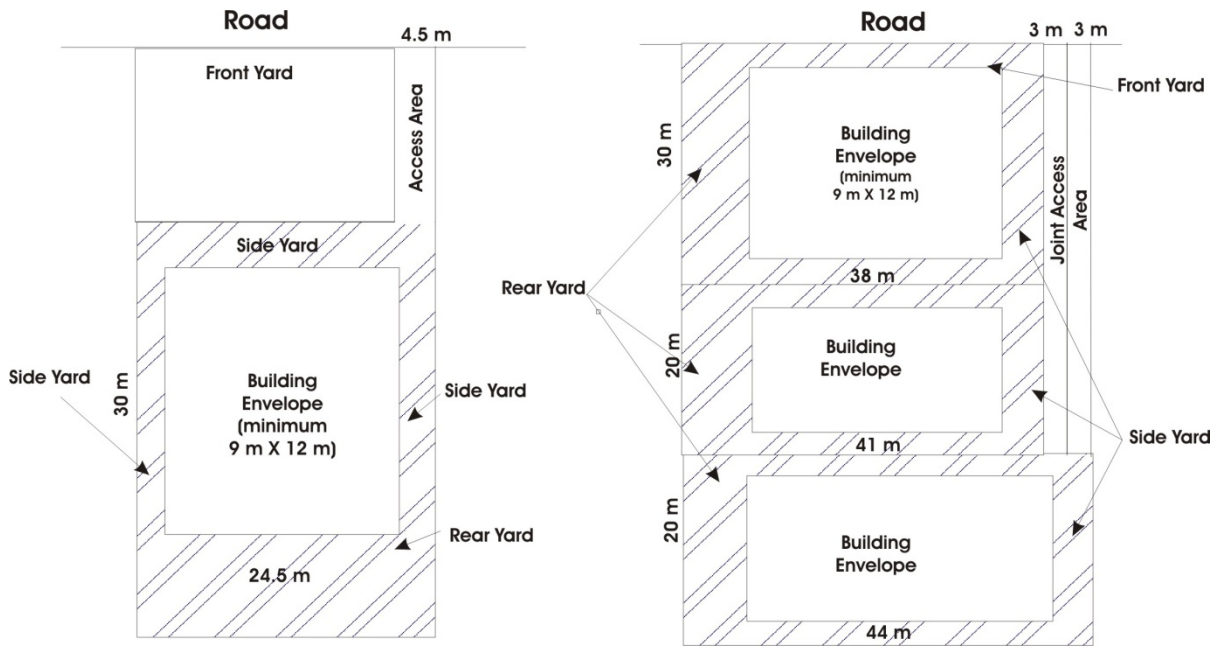 Road
4.5 m
Front Yard
Access Area
Side Yard
Side Yard
30 m
Building
Envelope
(minimum
9 m X 12 m)
Side Yard
Rear Yard
24.5 m
Road
3 m
3 m
Front Yard
30 m
Building
Envelope
(minimum
9 m X 12 m)
Joint Access
Area
38 m
Rear Yard
20 m
Building
Envelope
41 m
Side Yard
20 m
Building
Envelope
44 m